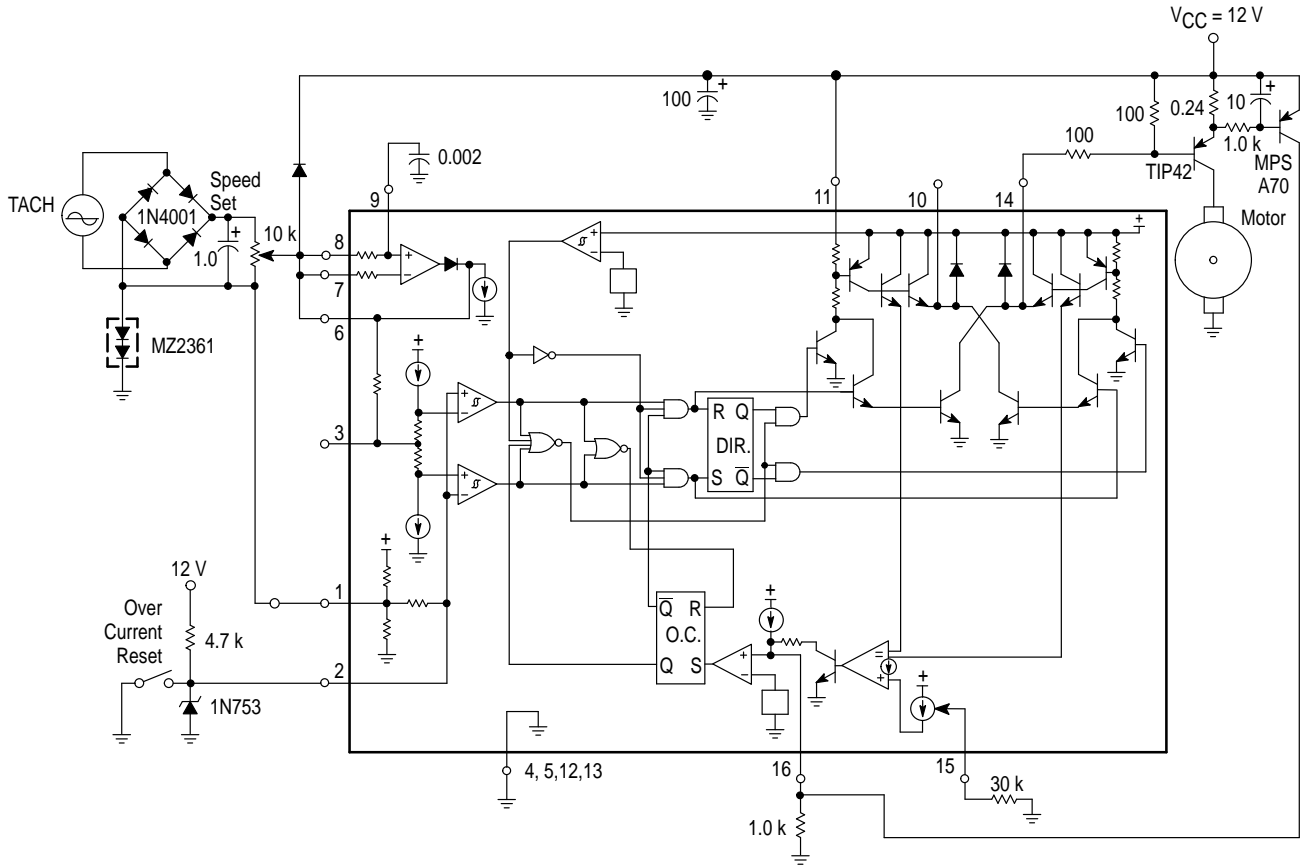 V_CC = 12 V
100
+
100
0.24
10
+
100
1.0 k
MPS
A70
TIP42
Motor
0.002
TACH
Speed
Set
1N4001
+
1.0
10 k
9
11
10
14
8
+
−
7
6
+
−
+
MZ2361
+
3
+
−
+
−
R Q
DIR.
S Q̅
+
12 V
1
Over
Current
Reset
4.7 k
2
1N753
Q̅ R
O.C.
Q S
+
+
−
=
+
+
4, 5,12,13
16
15
30 k
1.0 k